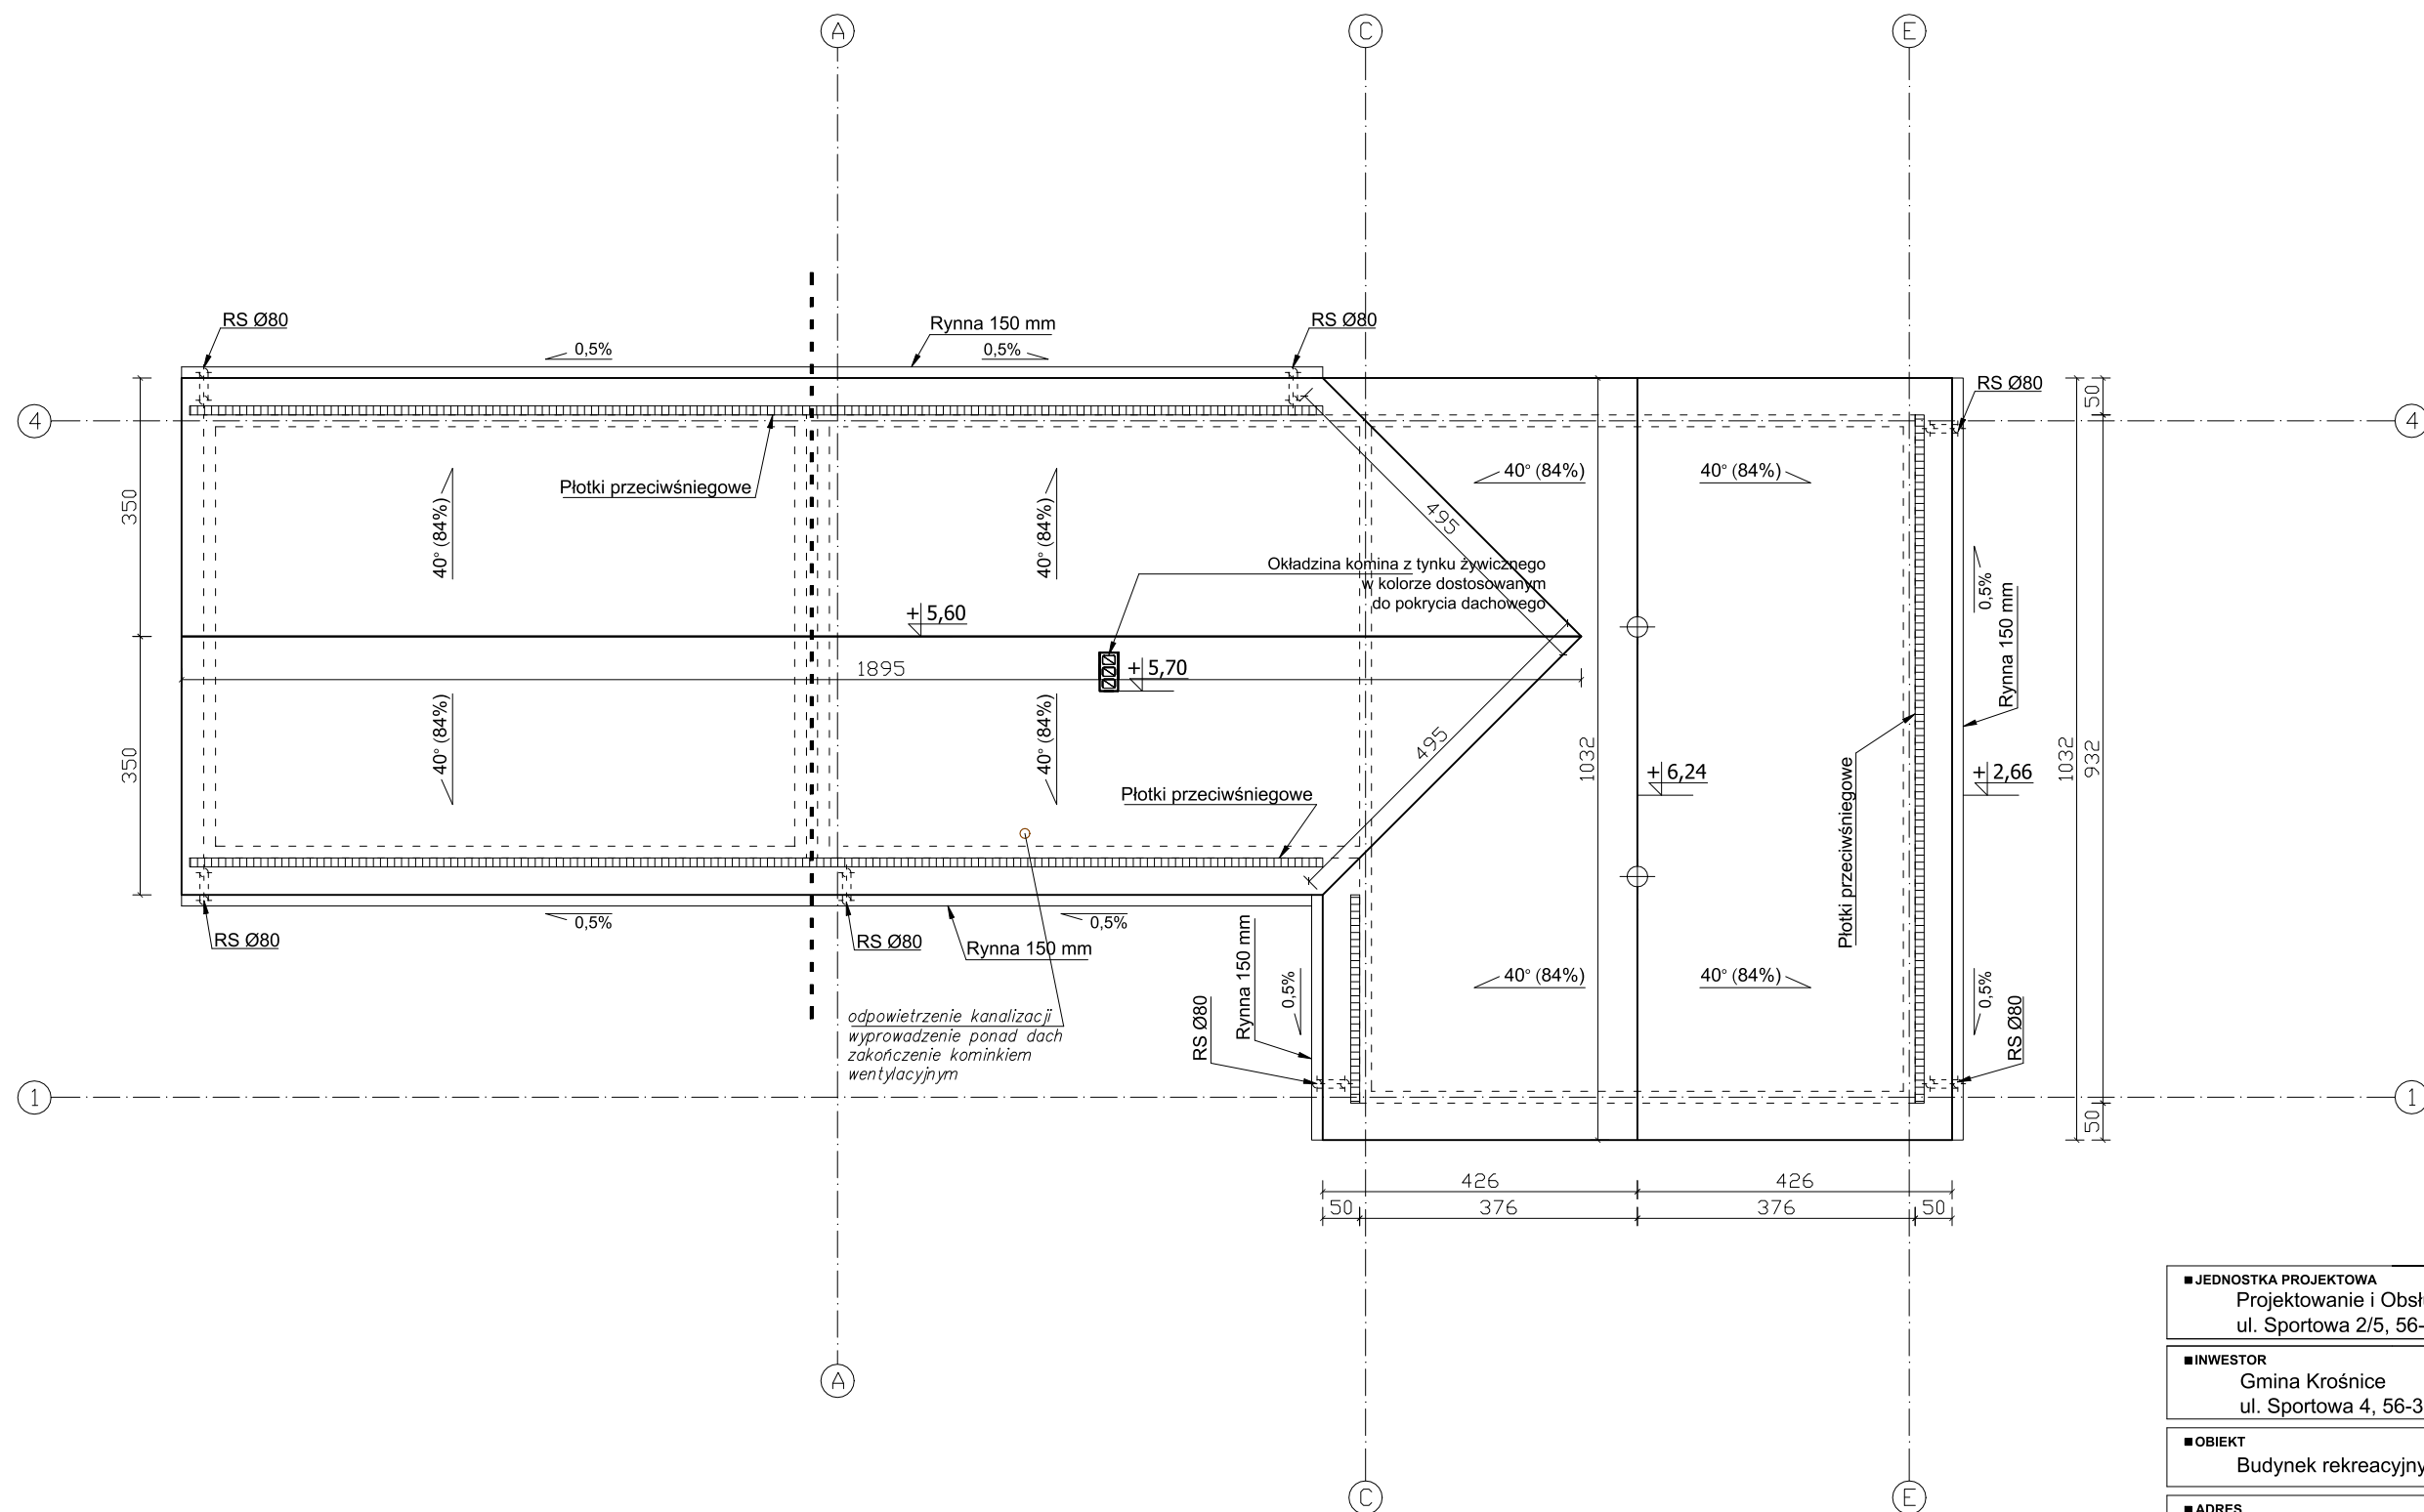 A
C
E
RS Ø80
Rynna 150 mm
RS Ø80
0,5%
0,5%
RS Ø80
50
4
4
350
Płotki przeciwśniegowe
40° (84%)
40° (84%)
40° (84%)
40° (84%)
495
Okładzina komina z tynku żywicznego
w kolorze dostosowanym
do pokrycia dachowego
0,5%
Rynna 150 mm
+ 5,60
1895
+ 5,70
350
40° (84%)
40° (84%)
495
1032
+ 6,24
+ 2,66
1032
932
Płotki przeciwśniegowe
Płotki przeciwśniegowe
RS Ø80
0,5%
RS Ø80
Rynna 150 mm
0,5%
Rynna 150 mm
0,5%
40° (84%)
40° (84%)
0,5%
RS Ø80
RS Ø80
odpowietrzenie kanalizacji
wyprowadzenie ponad dach
zakończenie kominkiem
wentylacyjnym
1
1
50
426
426
50
376
376
50
JEDNOSTKA PROJEKTOWA
Projektowanie i Obsł
ul. Sportowa 2/5, 56-
INWESTOR
Gmina Krośnice
ul. Sportowa 4, 56-3
OBIEKT
Budynek rekreacyjny
ADRES
A
C
E